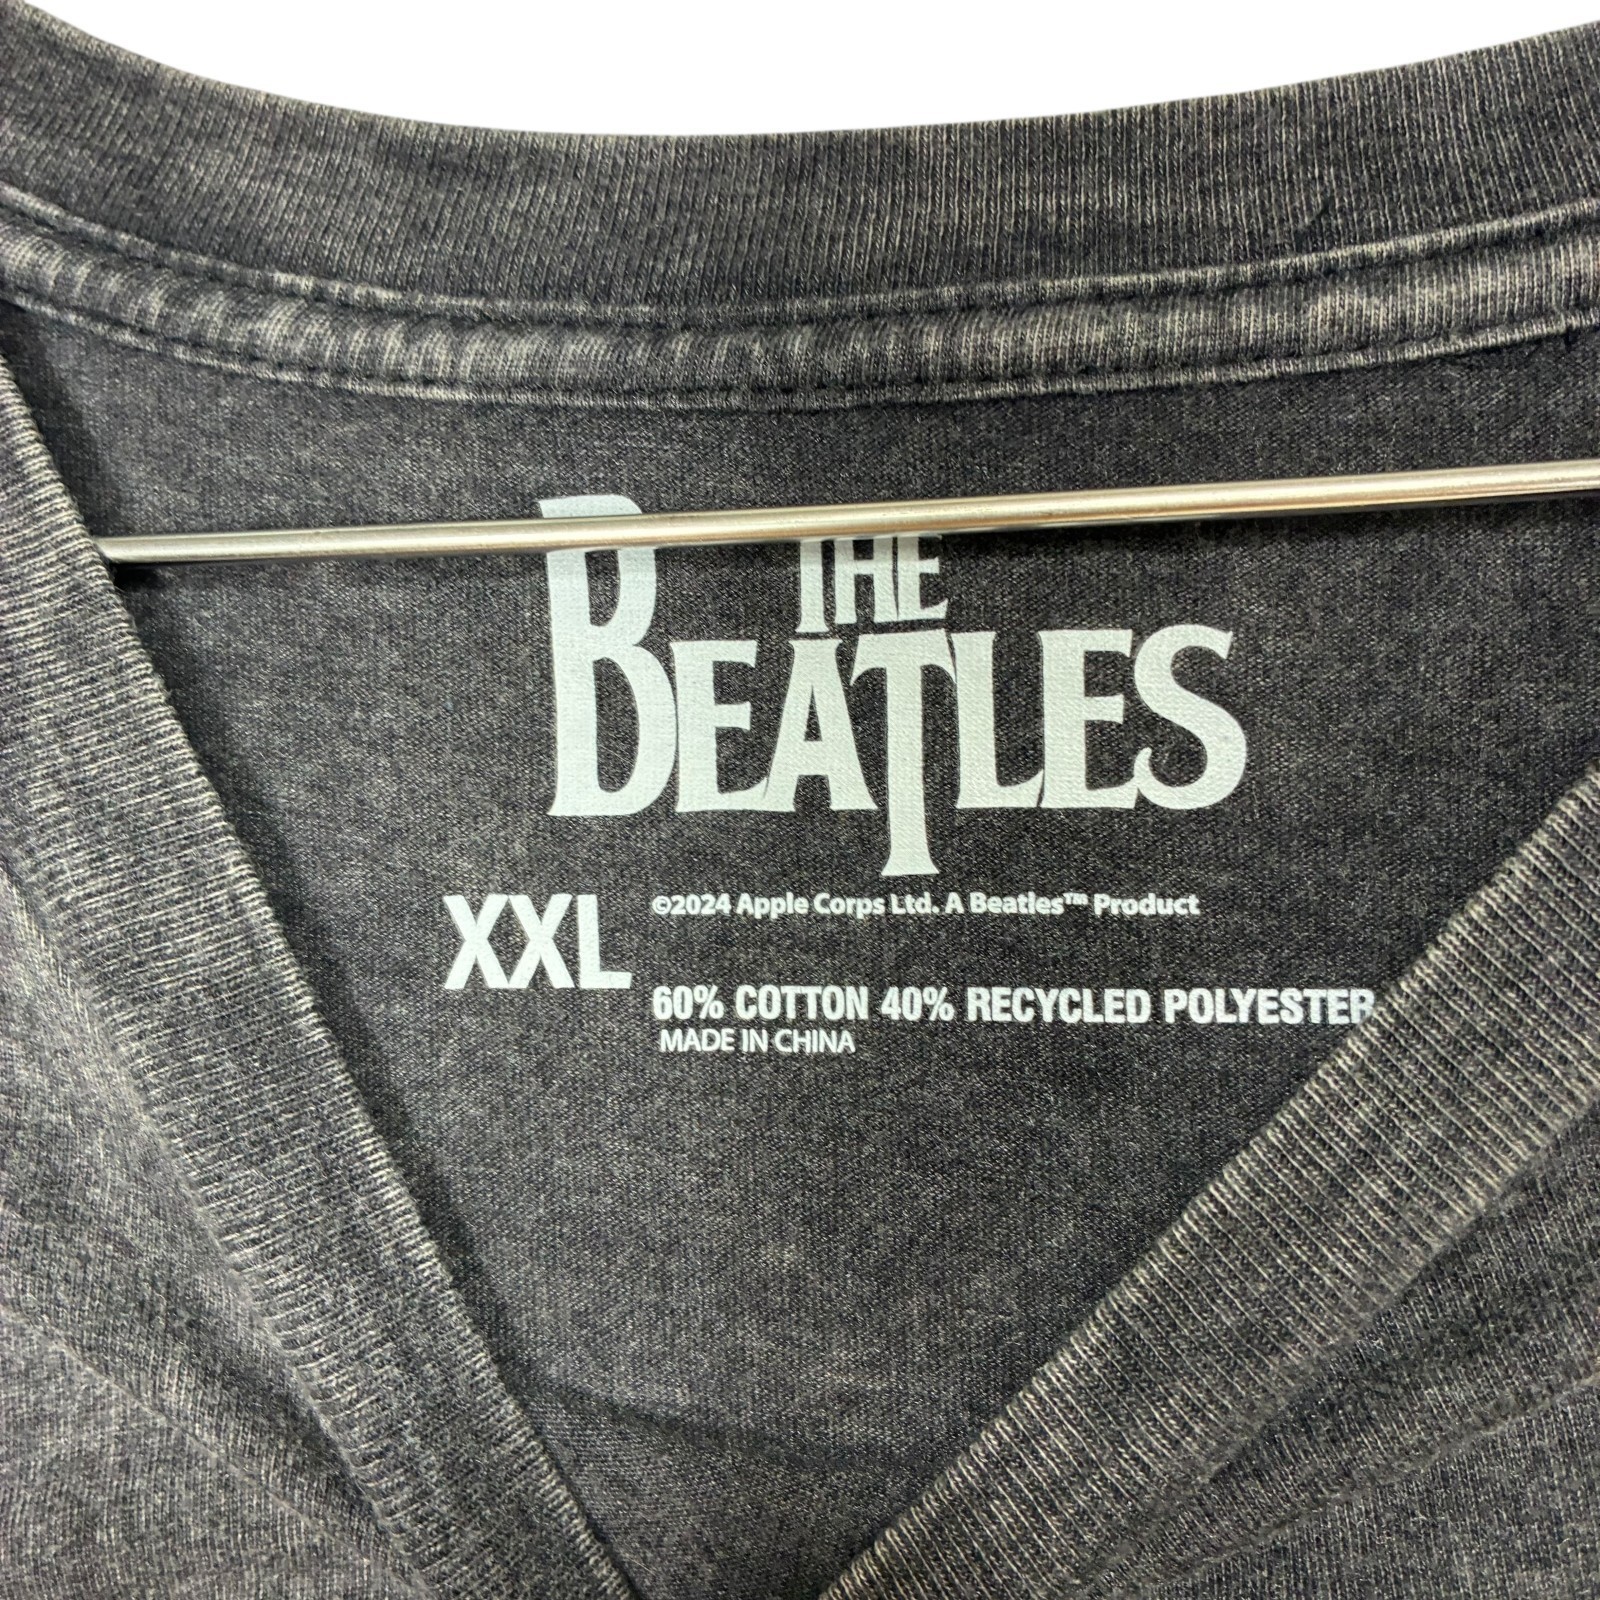 THE
BEATLES
XXL
©2024 Apple Corps Ltd. A Beatles™ Product
60% COTTON 40% RECYCLED POLYESTER
MADE IN CHINA